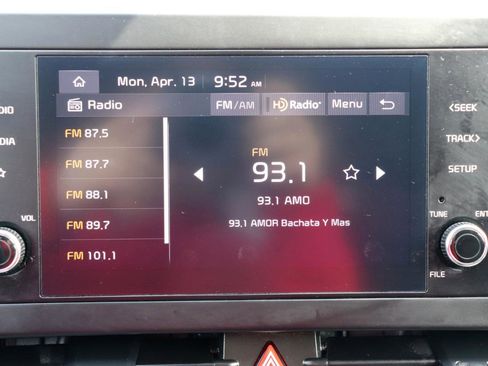 Mon, Apr. 13 9:52 AM
Radio FM/AM HD Radio Menu
FM 87.5
FM 87.7
FM 88.1
FM 89.7
FM 101.1
FM
93.1
93.1 AMO
93.1 AMOR Bachata Y Mas
VOL
<SEEK
TRACK>
SETUP
TUNE
ENT
FILE